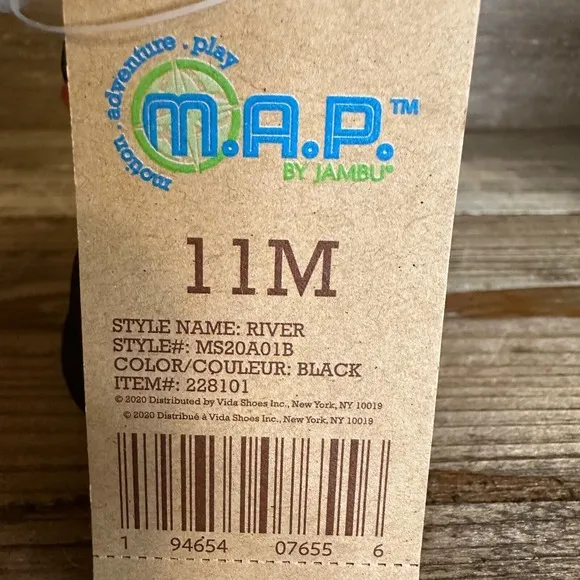 motion . adventure . play
M.A.P.™
BY JAMBU®
11M
STYLE NAME: RIVER
STYLE#: MS20A01B
COLOR/COULEUR: BLACK
ITEM#: 228101
© 2020 Distributed by Vida Shoes Inc., New York, NY 10019
© 2020 Distribué à Vida Shoes Inc., New York, NY 10019
1 94654 07655 6